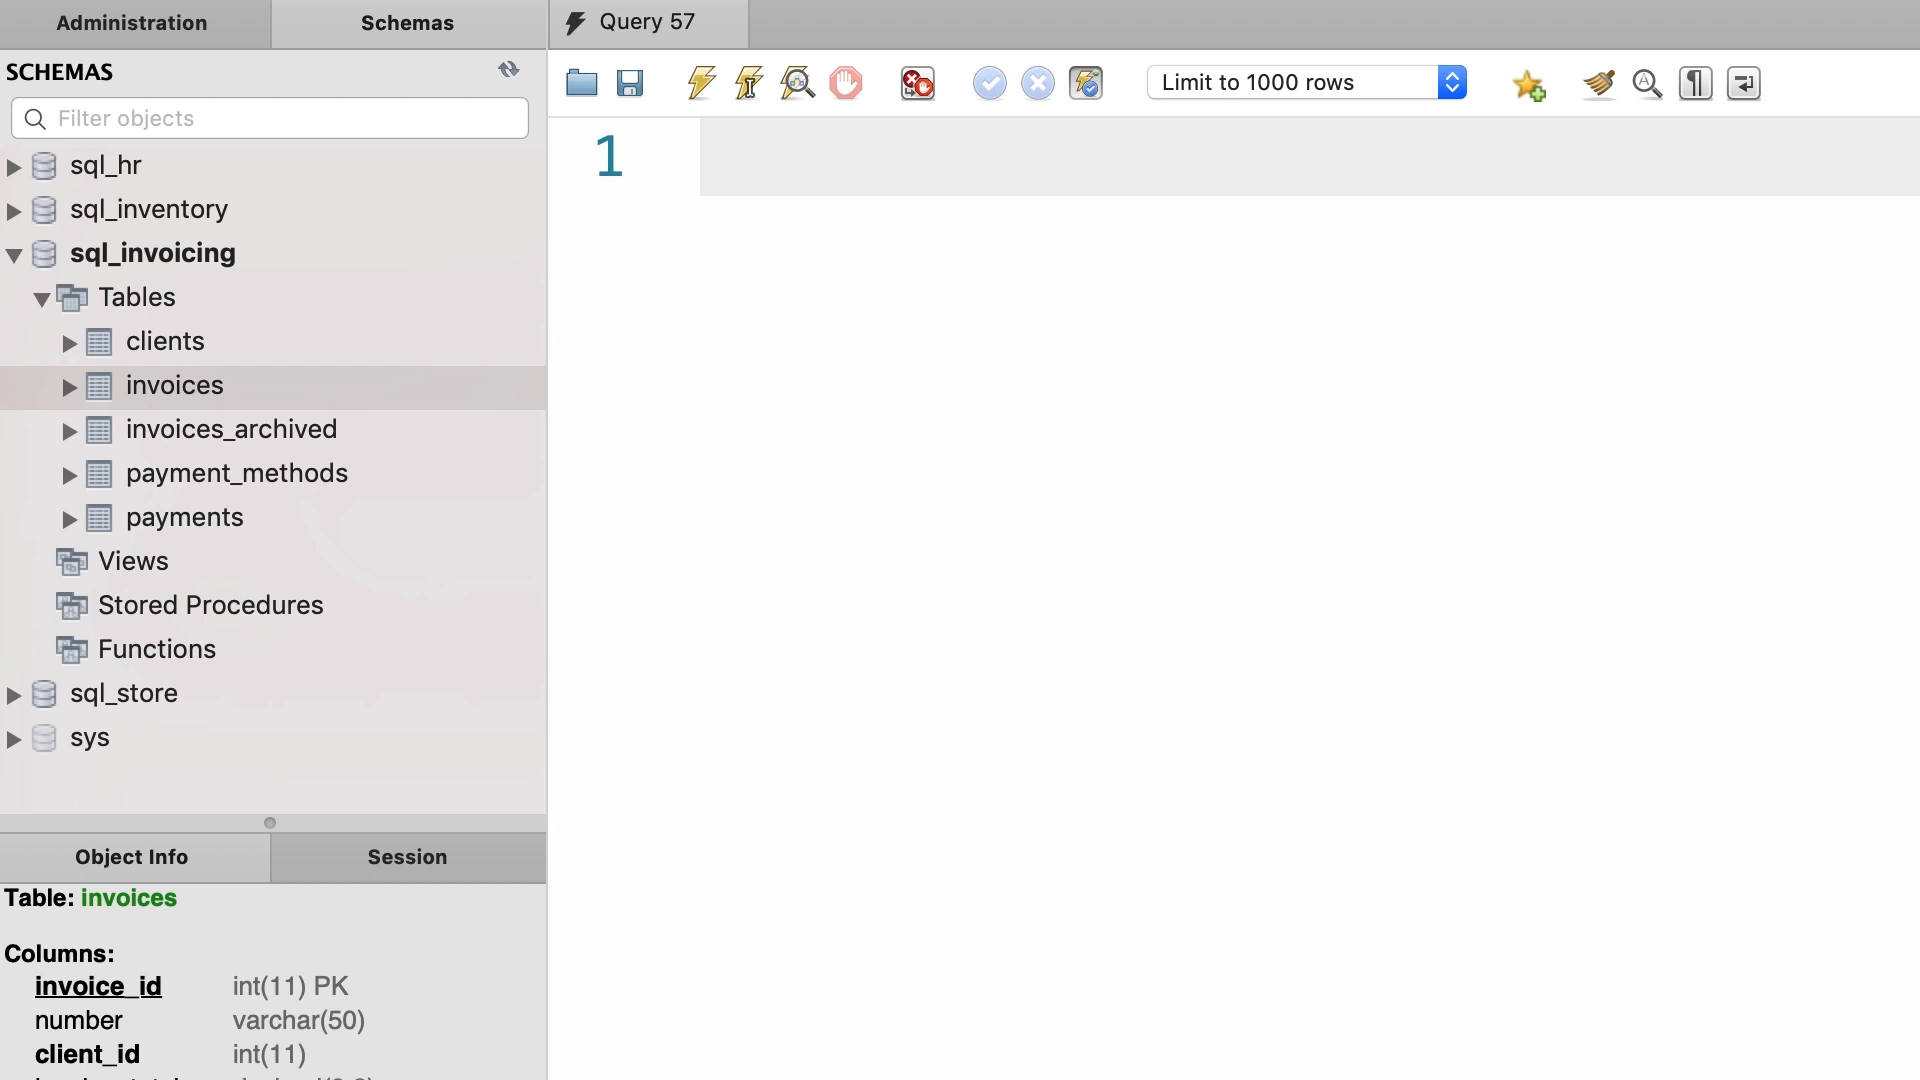 Administration
Schemas
Query 57
SCHEMAS
Limit to 1000 rows
Filter objects
1
sql_hr
sql_inventory
sql_invoicing
Tables
clients
invoices
invoices_archived
payment_methods
payments
Views
Stored Procedures
Functions
sql_store
sys
Object Info
Session
Table: invoices
Columns:
invoice_id int(11) PK
number varchar(50)
client_id int(11)